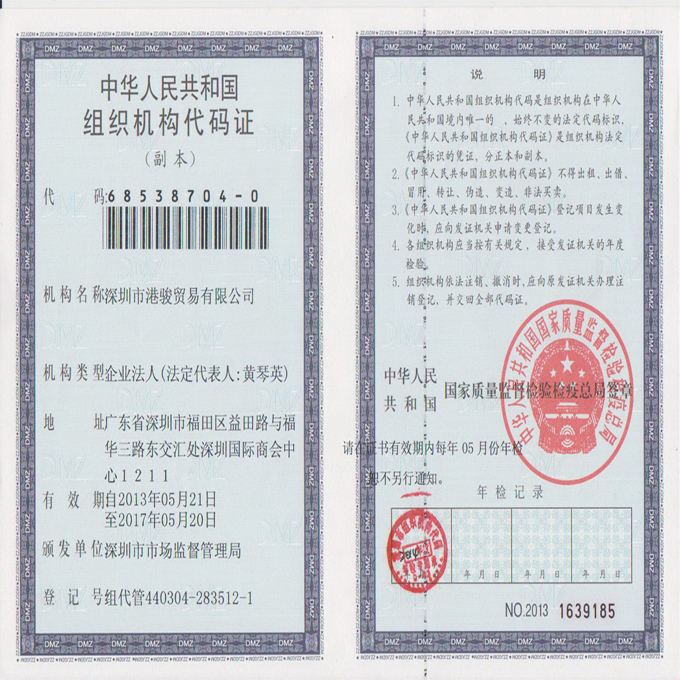 中华人民共和国
组织机构代码证
(副本)
代 码:68538704-0
机构名称深圳市港骏贸易有限公司
机构类型企业法人(法定代表人:黄琴英)
地 址广东省深圳市福田区益田路与福
华三路东交汇处深圳国际商会中
心1211
有 效 期自2013年05月21日
至2017年05月20日
颁发单位深圳市市场监督管理局
登 记 号组代管440304-283512-1
说 明
1. 中华人民共和国组织机构代码是组织机构在中华人
民共和国境内唯一的、始终不变的法定代码标识,
《中华人民共和国组织机构代码证》是组织机构法定
代码标识的凭证,分正本和副本。
2. 《中华人民共和国组织机构代码证》不得出租、出借、
冒用、转让、伪造、变造、非法买卖。
3. 《中华人民共和国组织机构代码证》登记项目发生变
化时,应向发证机关申请变更登记。
4. 各组织机构应当按有关规定,接受发证机关的年度
检验。
5. 组织机构依法注销、撤消时,应向原发证机关办理注
销登记,并交回全部代码证。
中华人民
共 和 国 国家质量监督检验检疫总局签章
中华人民共和国国家质量监督检验检疫总局
请在证书有效期内每年 05 月份年检
恕不另行通知。
年检记录
年 月 日 年 月 日 年 月 日
NO.2013 1639185